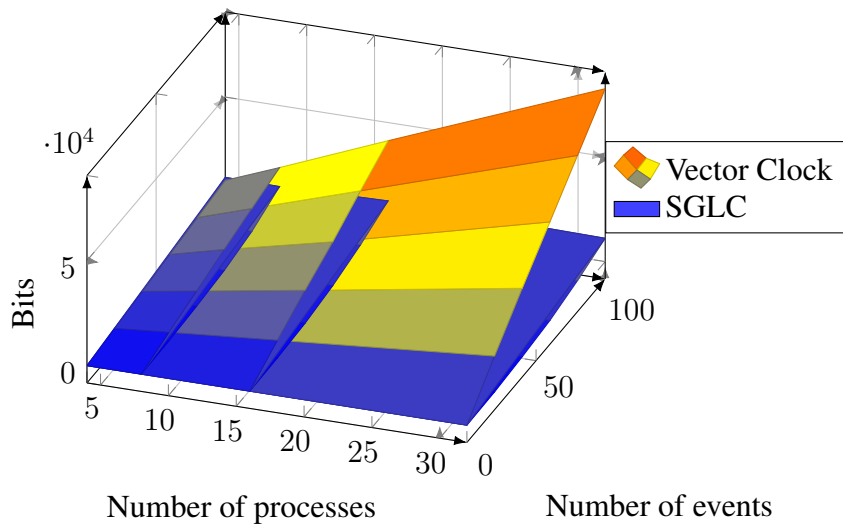 ·10⁴
Vector Clock
SGLC
5
0
Bits
5
10
15
20
25
30
0
50
100
Number of processes
Number of events